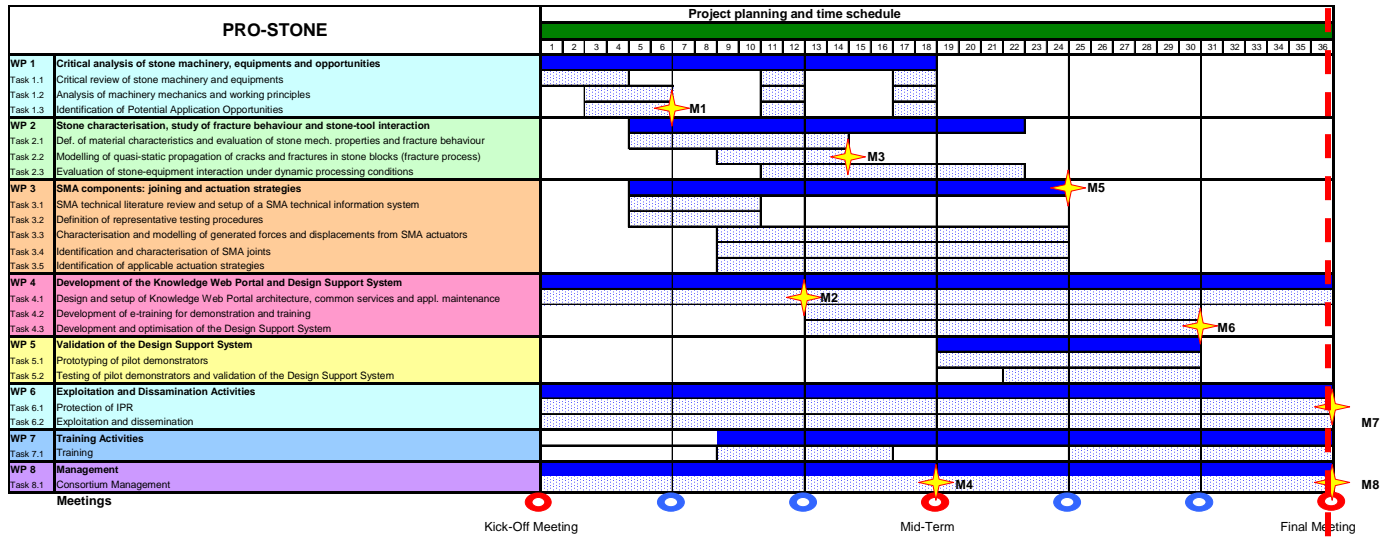 Project planning and time schedule
PRO-STONE
1 2 3 4 5 6 7 8 9 10 11 12 13 14 15 16 17 18 19 20 21 22 23 24 25 26 27 28 29 30 31 32 33 34 35 36
WP 1 Critical analysis of stone machinery, equipments and opportunities
Task 1.1 Critical review of stone machinery and equipments
Task 1.2 Analysis of machinery mechanics and working principles
Task 1.3 Identification of Potential Application Opportunities M1
WP 2 Stone characterisation, study of fracture behaviour and stone-tool interaction
Task 2.1 Def. of material characteristics and evaluation of stone mech. properties and fracture behaviour
Task 2.2 Modelling of quasi-static propagation of cracks and fractures in stone blocks (fracture process) M3
Task 2.3 Evaluation of stone-equipment interaction under dynamic processing conditions
WP 3 SMA components: joining and actuation strategies M5
Task 3.1 SMA technical literature review and setup of a SMA technical information system
Task 3.2 Definition of representative testing procedures
Task 3.3 Characterisation and modelling of generated forces and displacements from SMA actuators
Task 3.4 Identification and characterisation of SMA joints
Task 3.5 Identification of applicable actuation strategies
WP 4 Development of the Knowledge Web Portal and Design Support System
Task 4.1 Design and setup of Knowledge Web Portal architecture, common services and appl. maintenance M2
Task 4.2 Development of e-training for demonstration and training
Task 4.3 Development and optimisation of the Design Support System M6
WP 5 Validation of the Design Support System
Task 5.1 Prototyping of pilot demonstrators
Task 5.2 Testing of pilot demonstrators and validation of the Design Support System
WP 6 Exploitation and Dissamination Activities
Task 6.1 Protection of IPR
Task 6.2 Exploitation and dissemination M7
WP 7 Training Activities
Task 7.1 Training
WP 8 Management
Task 8.1 Consortium Management M4 M8
Meetings
Kick-Off Meeting Mid-Term Final Meeting